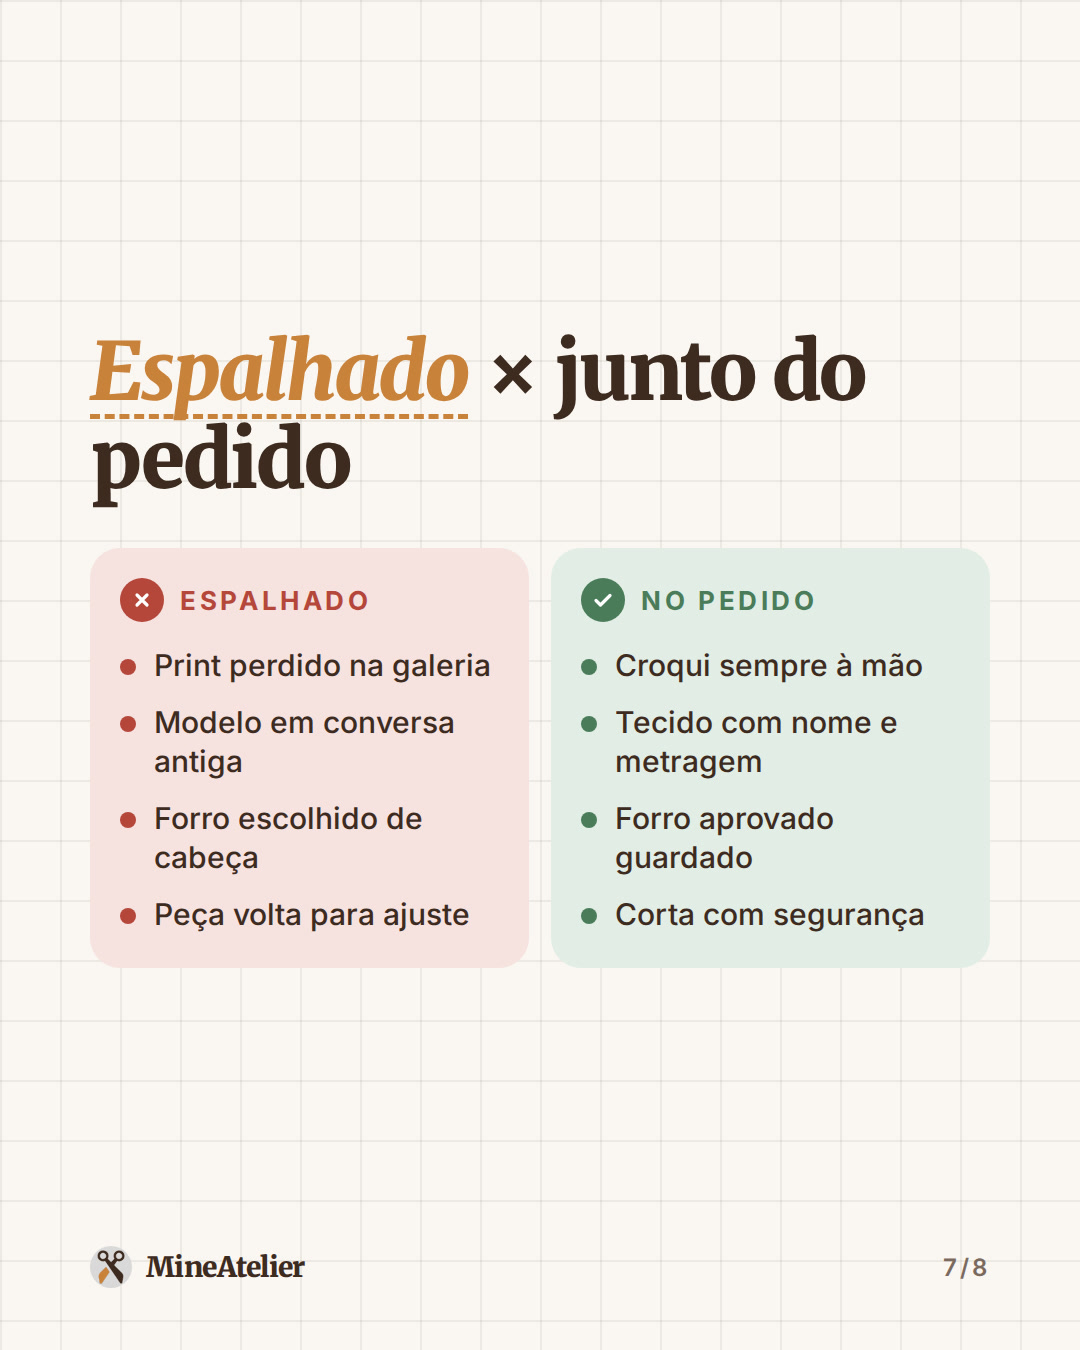 Espalhado × junto do
pedido
ESPALHADO
Print perdido na galeria
Modelo em conversa
antiga
Forro escolhido de
cabeça
Peça volta para ajuste
NO PEDIDO
Croqui sempre à mão
Tecido com nome e
metragem
Forro aprovado
guardado
Corta com segurança
MineAtelier
7/8